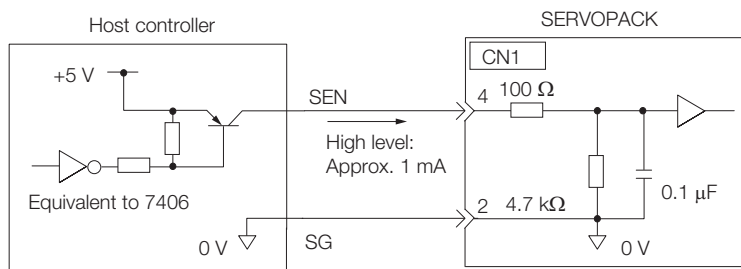 Host controller
SERVOPACK
+5 V
SEN
High level:
Approx. 1 mA
CN1
4
100 Ω
Equivalent to 7406
0 V
SG
2
4.7 kΩ
0.1 μF
0 V